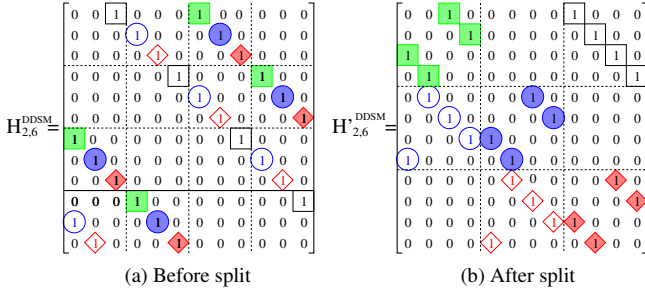 H2,6^DDSM =
0 0 1 0 0 0 1 0 0 0 0 0
0 0 0 1 0 0 0 1 0 0 0 0
0 0 0 0 1 0 0 0 1 0 0 0
0 0 0 0 0 1 0 0 0 1 0 0
0 0 0 0 0 0 1 0 0 0 1 0
0 0 0 0 0 0 0 1 0 0 0 1
1 0 0 0 0 0 0 0 1 0 0 0
0 1 0 0 0 0 0 0 0 1 0 0
0 0 1 0 0 0 0 0 0 0 1 0
0 0 0 1 0 0 0 0 0 0 0 1
1 0 0 0 1 0 0 0 0 0 0 0
0 1 0 0 0 1 0 0 0 0 0 0
(a) Before split
H'2,6^DDSM =
0 0 1 0 0 0 0 0 1 0 0 0
0 0 0 1 0 0 0 0 0 1 0 0
1 0 0 0 0 0 0 0 0 0 1 0
0 1 0 0 0 0 0 0 0 0 0 1
0 1 0 0 0 0 1 0 0 0 0 0
0 0 1 0 0 0 0 1 0 0 0 0
0 0 0 1 1 0 0 0 0 0 0 0
1 0 0 0 0 1 0 0 0 0 0 0
0 0 0 0 0 1 0 0 0 0 1 0
0 0 0 0 0 0 1 0 0 0 0 1
0 0 0 0 0 0 0 1 1 0 0 0
0 0 0 0 1 0 0 0 0 1 0 0
(b) After split